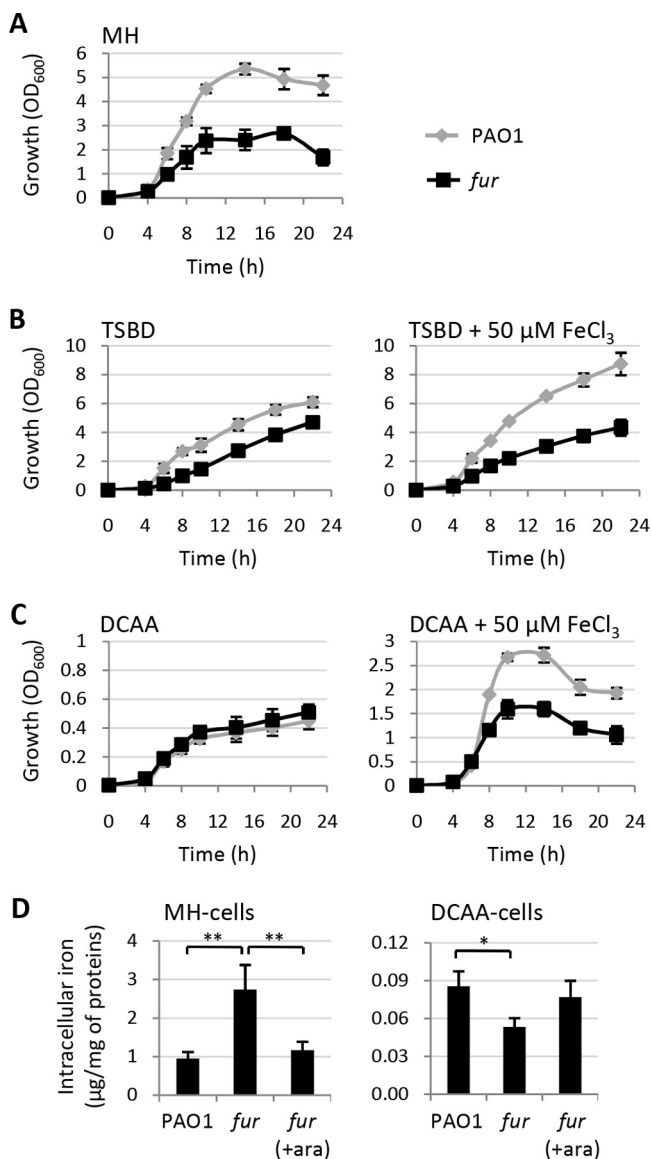 A
MH
Growth (OD600)
6
5
4
3
2
1
0
0 4 8 12 16 20 24
Time (h)
PAO1
fur
B
TSBD
Growth (OD600)
10
8
6
4
2
0
0 4 8 12 16 20 24
Time (h)
TSBD + 50 µM FeCl3
10
8
6
4
2
0
0 4 8 12 16 20 24
Time (h)
C
DCAA
Growth (OD600)
1
0.8
0.6
0.4
0.2
0
0 4 8 12 16 20 24
Time (h)
DCAA + 50 µM FeCl3
3
2.5
2
1.5
1
0.5
0
0 4 8 12 16 20 24
Time (h)
D
MH-cells
Intracellular iron
(µg/mg of proteins)
4
3
2
1
0
** **
PAO1 fur fur
(+ara)
DCAA-cells
0.12
0.09
0.06
0.03
0.00
*
PAO1 fur fur
(+ara)